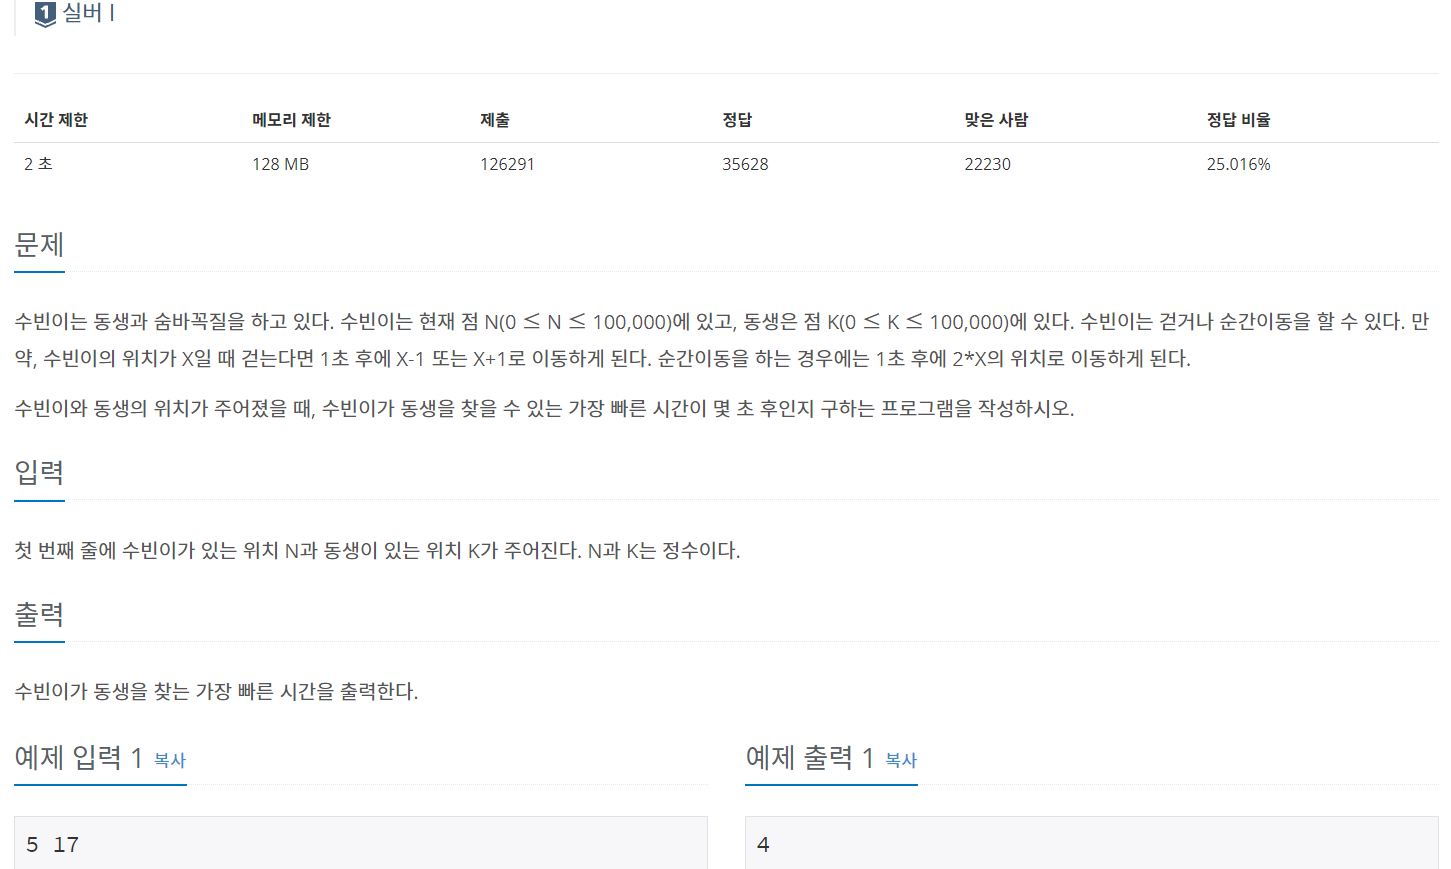 1 실버 I
시간 제한 메모리 제한 제출 정답 맞은 사람 정답 비율
2 초 128 MB 126291 35628 22230 25.016%
문제
수빈이는 동생과 숨바꼭질을 하고 있다. 수빈이는 현재 점 N(0 ≤ N ≤ 100,000)에 있고, 동생은 점 K(0 ≤ K ≤ 100,000)에 있다. 수빈이는 걷거나 순간이동을 할 수 있다. 만
약, 수빈이의 위치가 X일 때 걷는다면 1초 후에 X-1 또는 X+1로 이동하게 된다. 순간이동을 하는 경우에는 1초 후에 2*X의 위치로 이동하게 된다.
수빈이와 동생의 위치가 주어졌을 때, 수빈이가 동생을 찾을 수 있는 가장 빠른 시간이 몇 초 후인지 구하는 프로그램을 작성하시오.
입력
첫 번째 줄에 수빈이가 있는 위치 N과 동생이 있는 위치 K가 주어진다. N과 K는 정수이다.
출력
수빈이가 동생을 찾는 가장 빠른 시간을 출력한다.
예제 입력 1 복사
5 17
예제 출력 1 복사
4